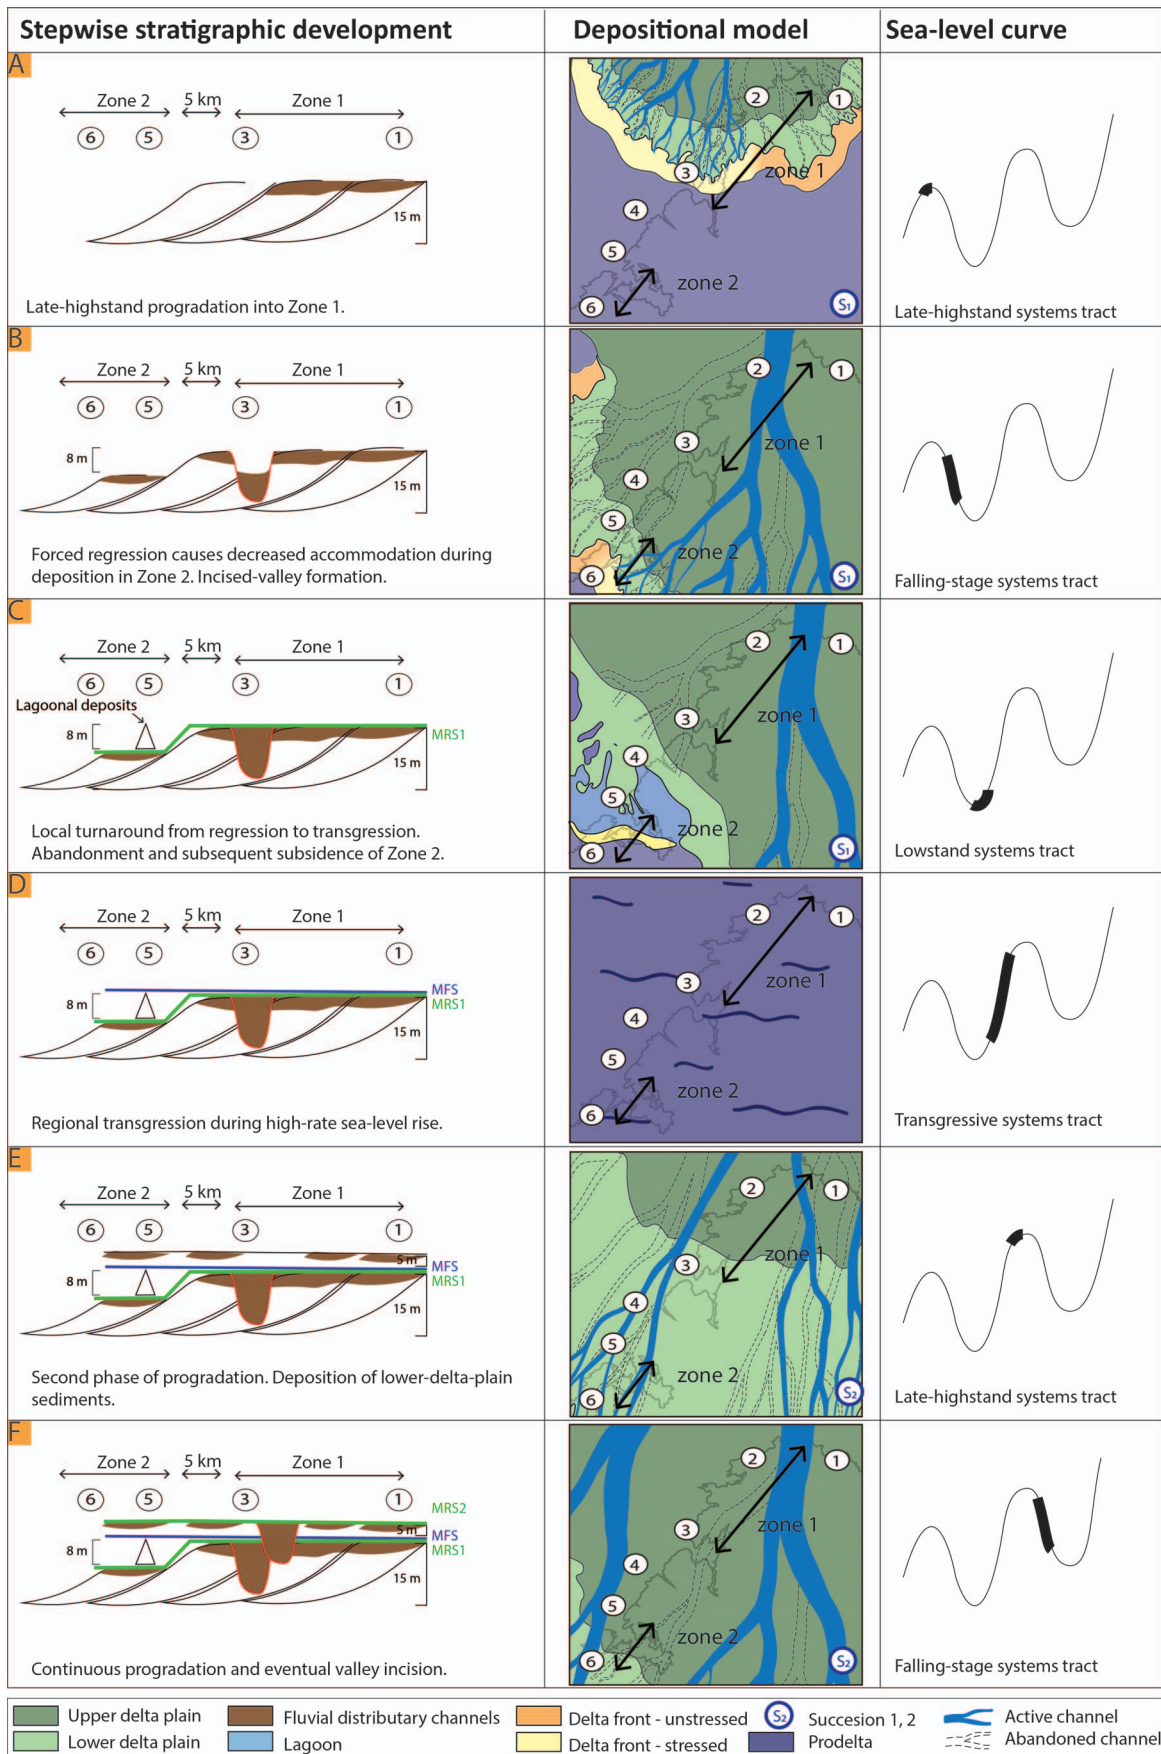 Stepwise stratigraphic development
Depositional model
Sea-level curve
A
Zone 2
5 km
Zone 1
6
5
3
1
15 m
Late-highstand progradation into Zone 1.
2
1
3
zone 1
4
5
zone 2
6
S1
Late-highstand systems tract
B
Zone 2
5 km
Zone 1
6
5
3
1
8 m
15 m
Forced regression causes decreased accommodation during
deposition in Zone 2. Incised-valley formation.
2
1
3
zone 1
4
5
zone 2
6
S1
Falling-stage systems tract
C
Zone 2
5 km
Zone 1
6
5
3
1
Lagoonal deposits
8 m
MRS1
15 m
Local turnaround from regression to transgression.
Abandonment and subsequent subsidence of Zone 2.
2
1
3
zone 1
4
5
zone 2
6
S1
Lowstand systems tract
D
Zone 2
5 km
Zone 1
6
5
3
1
MFS
8 m
MRS1
15 m
Regional transgression during high-rate sea-level rise.
2
1
3
zone 1
4
5
zone 2
6
Transgressive systems tract
E
Zone 2
5 km
Zone 1
6
5
3
1
5 m
MFS
8 m
MRS1
15 m
Second phase of progradation. Deposition of lower-delta-plain
sediments.
2
1
zone 1
3
4
5
zone 2
6
S2
Late-highstand systems tract
F
Zone 2
5 km
Zone 1
6
5
3
1
MRS2
5 m
MFS
8 m
MRS1
15 m
Continuous progradation and eventual valley incision.
2
1
3
zone 1
4
5
zone 2
6
S2
Falling-stage systems tract
Upper delta plain
Fluvial distributary channels
Delta front - unstressed
S2
Succesion 1, 2
Active channel
Lower delta plain
Lagoon
Delta front - stressed
Prodelta
Abandoned channel